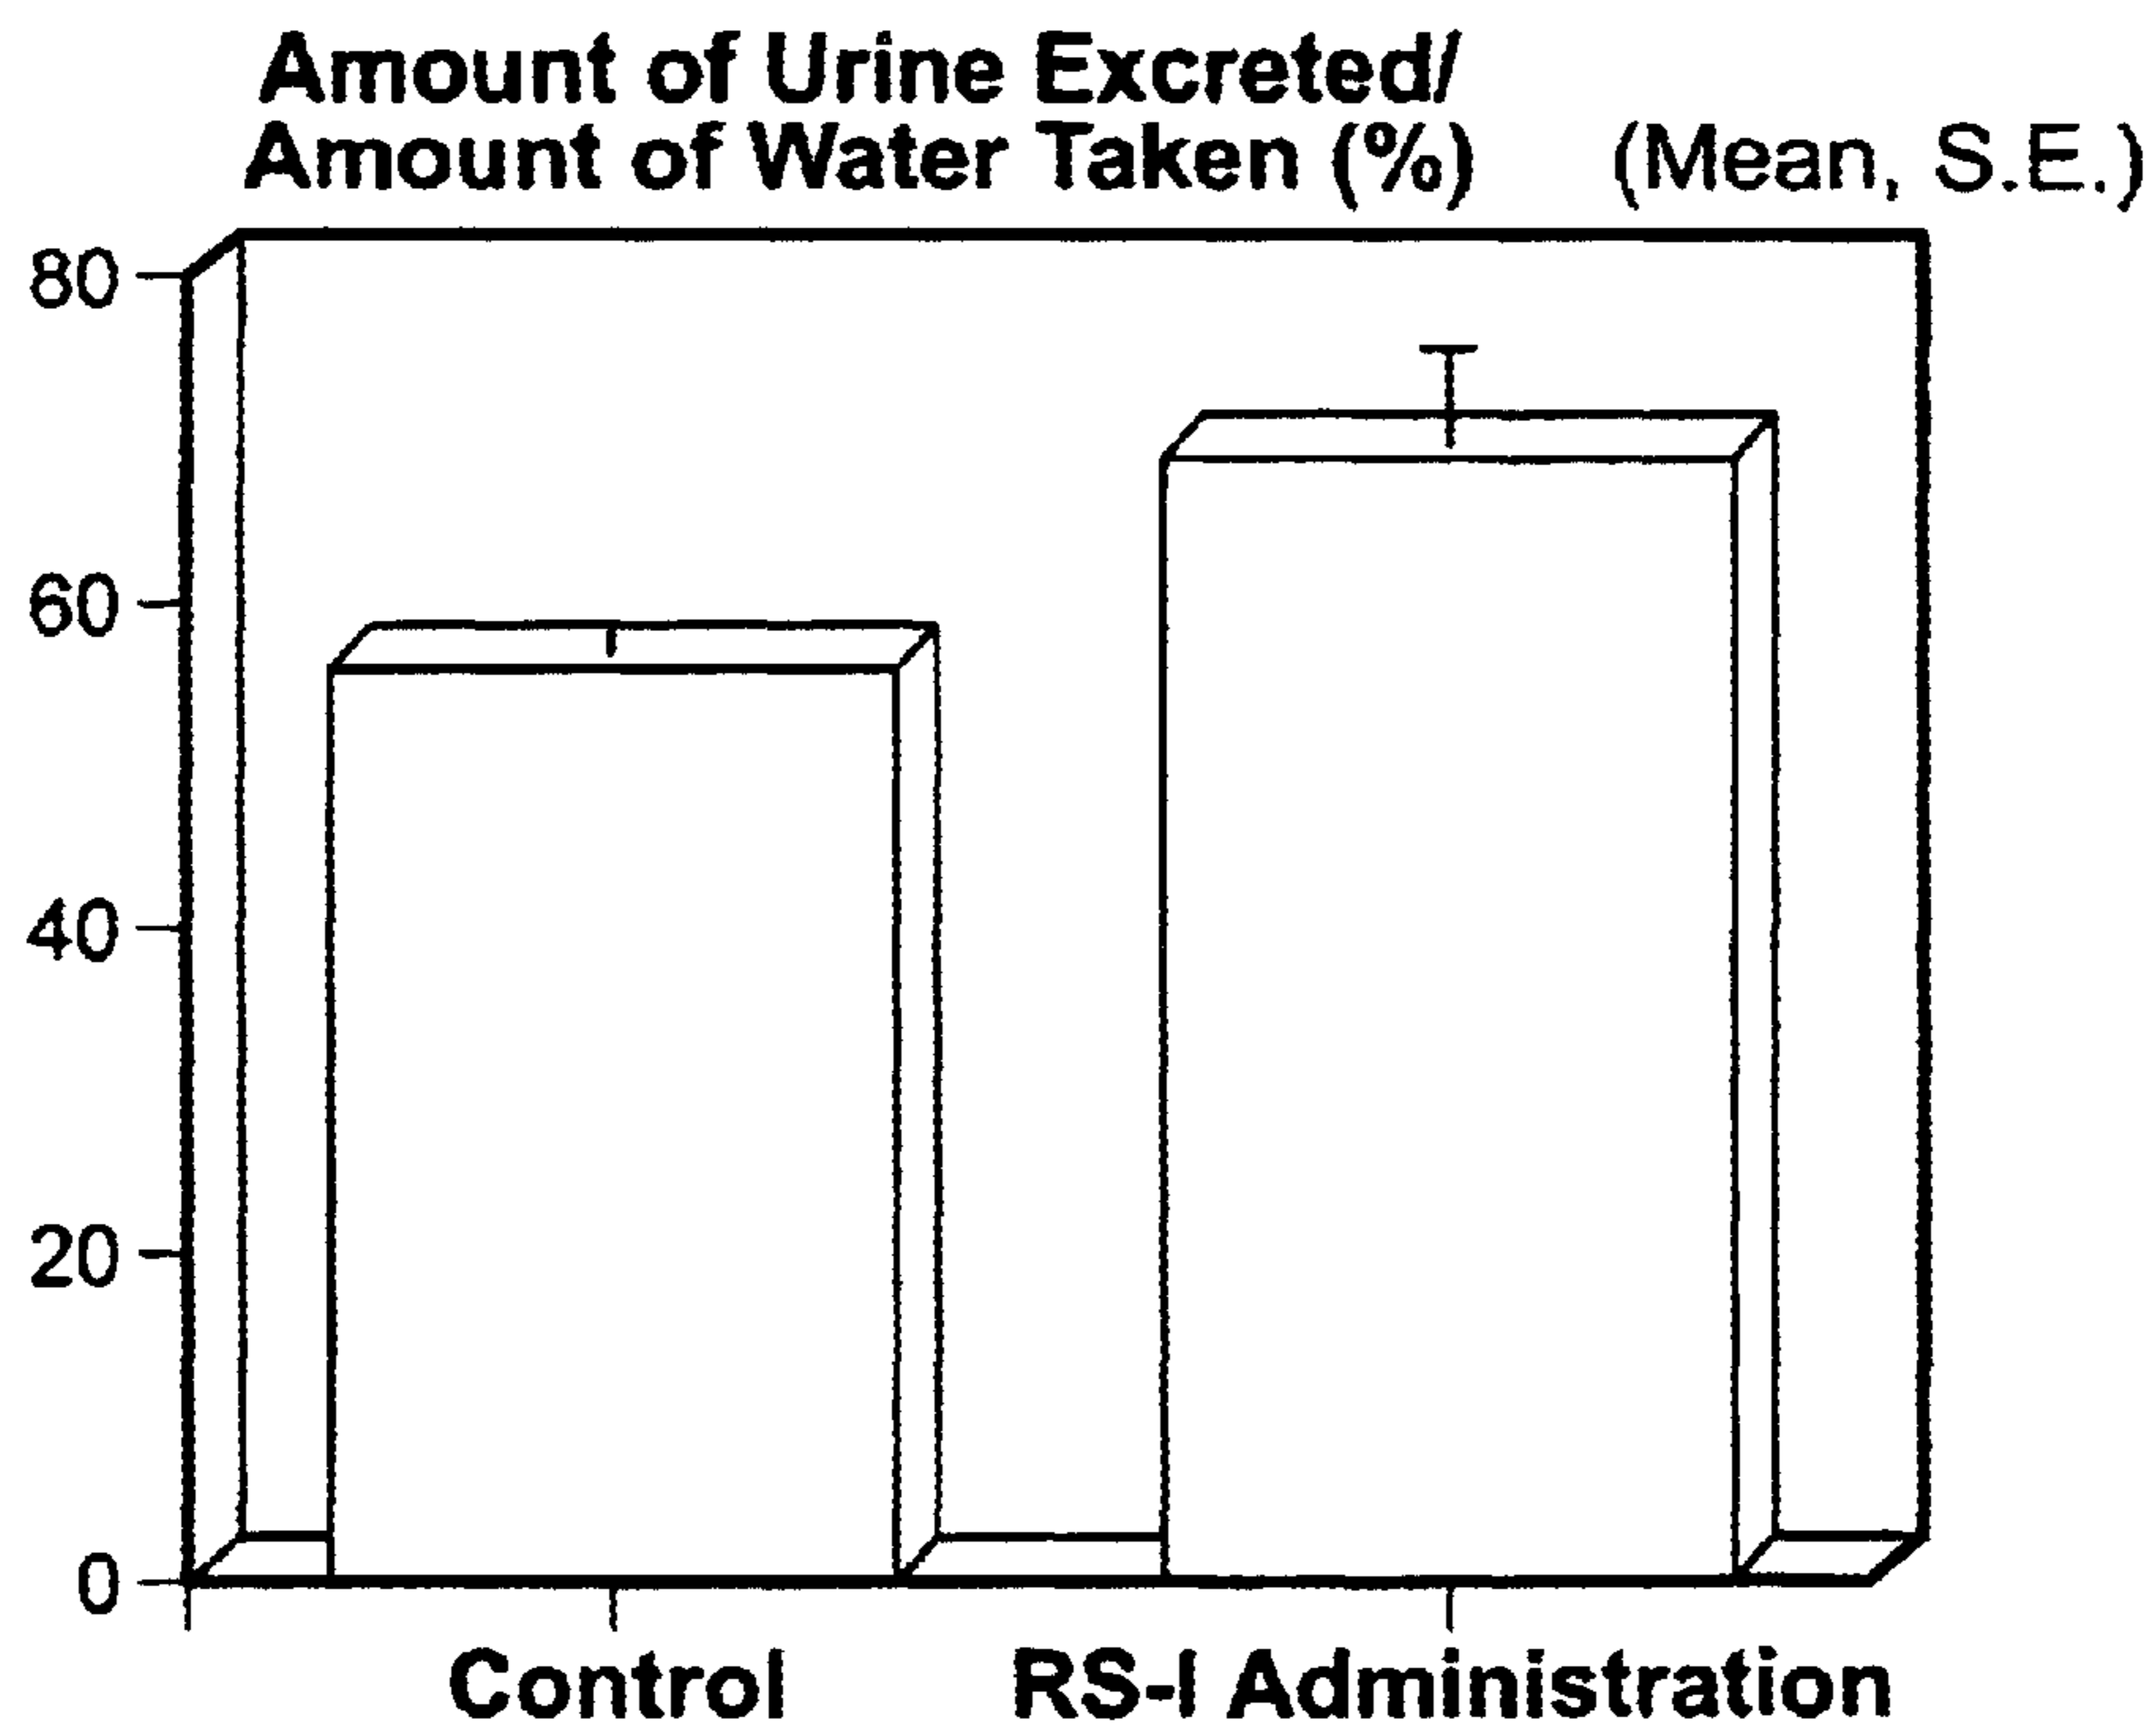 Amount of Urine Excreted/
Amount of Water Taken (%) (Mean, S.E.)
80
60
40
20
0
Control RS-I Administration